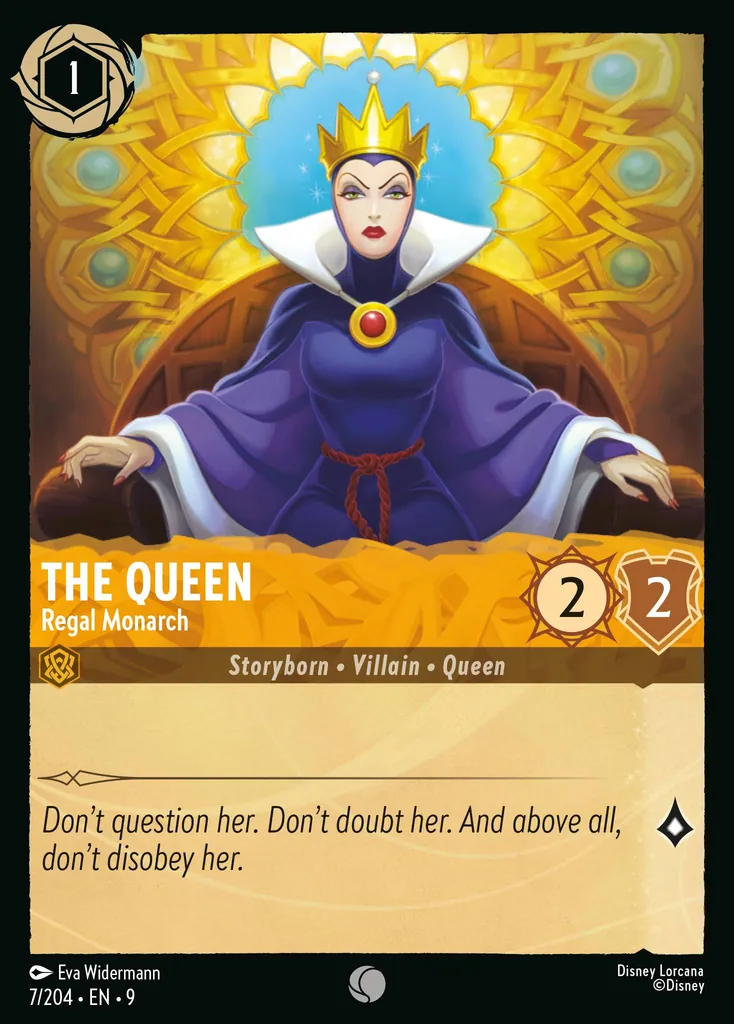 1
THE QUEEN
Regal Monarch
2
2
Storyborn • Villain • Queen
Don't question her. Don't doubt her. And above all,
don't disobey her.
Eva Widermann
7/204 • EN • 9
Disney Lorcana
©Disney